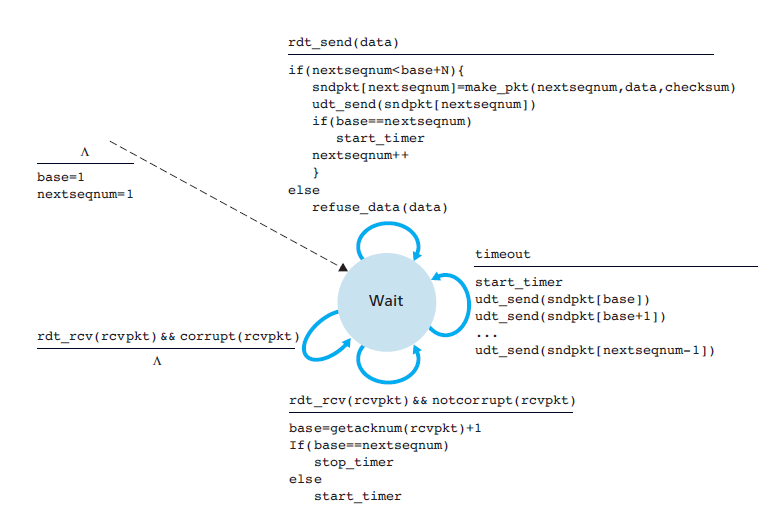 rdt_send(data)
if(nextseqnum<base+N){
sndpkt[nextseqnum]=make_pkt(nextseqnum,data,checksum)
udt_send(sndpkt[nextseqnum])
if(base==nextseqnum)
start_timer
nextseqnum++
}
else
refuse_data(data)
Λ
base=1
nextseqnum=1
Wait
timeout
start_timer
udt_send(sndpkt[base])
udt_send(sndpkt[base+1])
...
udt_send(sndpkt[nextseqnum-1])
rdt_rcv(rcvpkt)&& corrupt(rcvpkt)
Λ
rdt_rcv(rcvpkt)&& notcorrupt(rcvpkt)
base=getacknum(rcvpkt)+1
If(base==nextseqnum)
stop_timer
else
start_timer